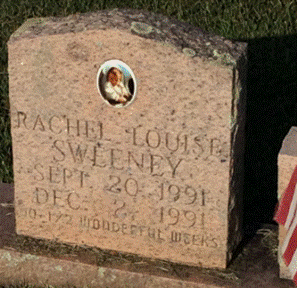 RACHEL LOUISE
SWEENEY
SEPT. 20 1991
DEC. 2, 1991
10-1/2 WONDERFUL WEEKS